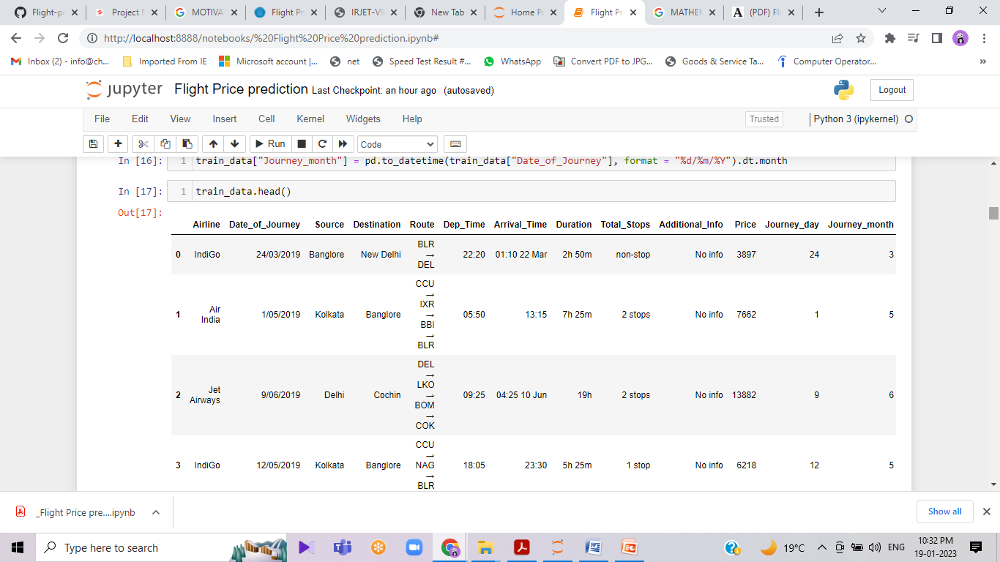 Flight-pr
Project M
MOTIVAT
Flight Pr
IRJET-V9
New Tab
Home Pa
Flight Pr
MATHEM
(PDF) Fli
http://localhost:8888/notebooks/%20Flight%20Price%20prediction.ipynb#
Inbox (2) - info@ch...
Imported From IE
Microsoft account |...
net
Speed Test Result #...
WhatsApp
Convert PDF to JPG...
Goods & Service Ta...
Computer Operator...
»
jupyter Flight Price prediction Last Checkpoint: an hour ago (autosaved)
Logout
File Edit View Insert Cell Kernel Widgets Help
Trusted
Python 3 (ipykernel)
Run
Code
In [16]: 1 train_data["Journey_month"] = pd.to_datetime(train_data["Date_of_Journey"], format = "%d/%m/%Y").dt.month
In [17]: 1 train_data.head()
Out[17]:
Airline Date_of_Journey Source Destination Route Dep_Time Arrival_Time Duration Total_Stops Additional_Info Price Journey_day Journey_month
0 IndiGo 24/03/2019 Banglore New Delhi BLR → DEL 22:20 01:10 22 Mar 2h 50m non-stop No info 3897 24 3
1 Air India 1/05/2019 Kolkata Banglore CCU → IXR → BBI → BLR 05:50 13:15 7h 25m 2 stops No info 7662 1 5
2 Jet Airways 9/06/2019 Delhi Cochin DEL → LKO → BOM → COK 09:25 04:25 10 Jun 19h 2 stops No info 13882 9 6
3 IndiGo 12/05/2019 Kolkata Banglore CCU → NAG → BLR 18:05 23:30 5h 25m 1 stop No info 6218 12 5
_Flight Price pre....ipynb
Show all
Type here to search
19°C
ENG
10:32 PM
19-01-2023